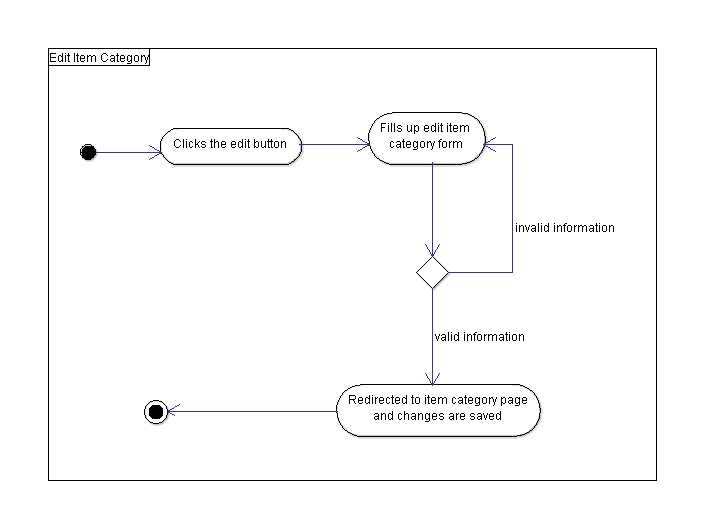 Edit Item Category
Clicks the edit button
Fills up edit item
category form
invalid information
valid information
Redirected to item category page
and changes are saved